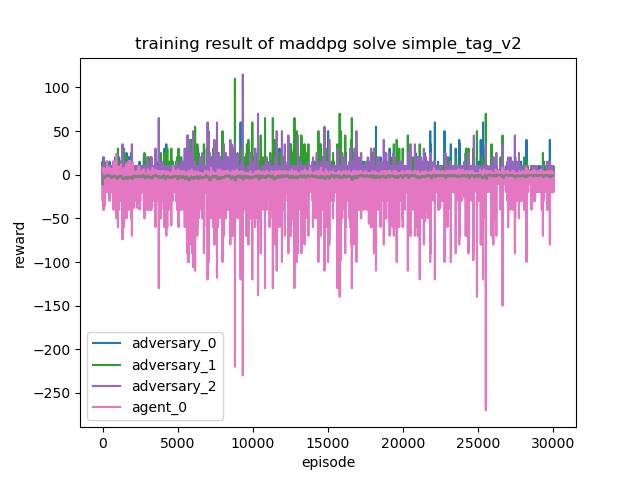 training result of maddpg solve simple_tag_v2
reward
100
50
0
−50
−100
−150
−200
−250
adversary_0
adversary_1
adversary_2
agent_0
0 5000 10000 15000 20000 25000 30000
episode